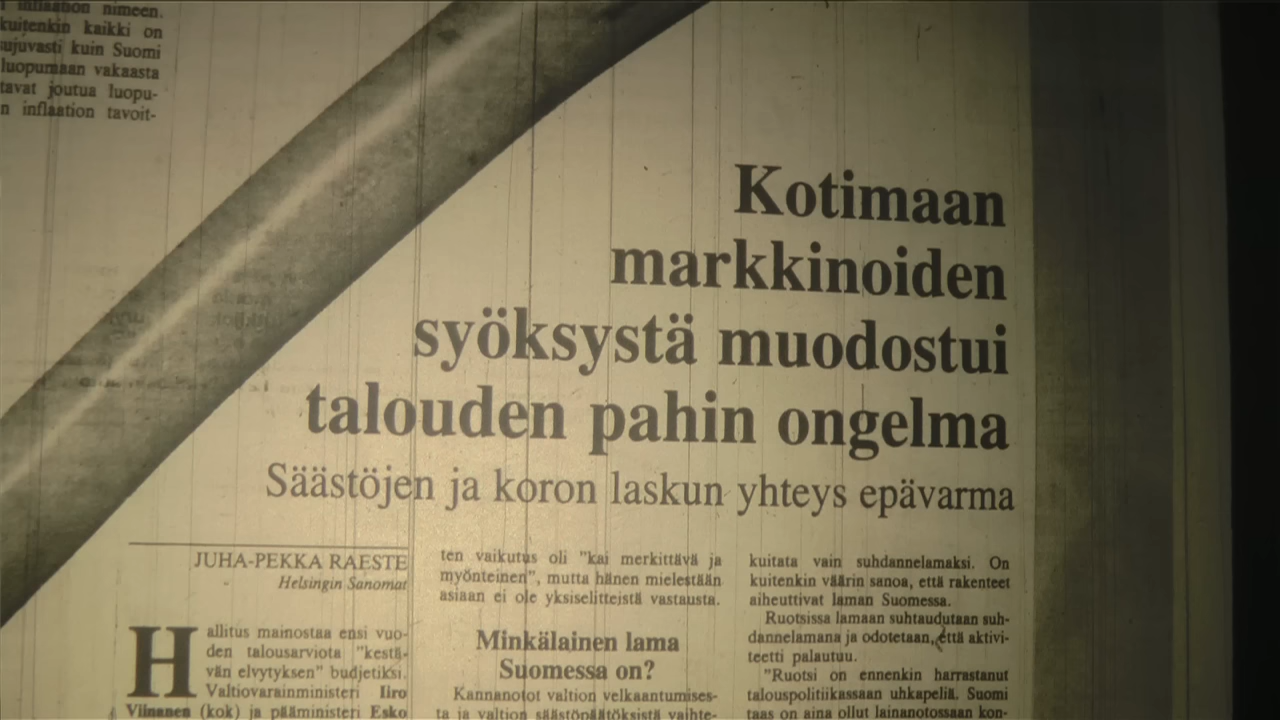 inflaation nimeen.
kuitenkin kaikki on
ujuvasti kuin Suomi
luopumaan vakaasta
tavat joutua luopu-
n inflaation tavoit-
Kotimaan
markkinoiden
syöksystä muodostui
talouden pahin ongelma
Säästöjen ja koron laskun yhteys epävarma
JUHA-PEKKA RAESTE
Helsingin Sanomat
Hallitus mainostaa ensi vuo-
den talousarviota "kestä-
vän elvytyksen" budjetiksi.
Valtiovarainministeri Iiro
Viinanen (kok) ja pääministeri Esko
ten vaikutus oli "kai merkittävä ja
myönteinen", mutta hänen mielestään
asiaan ei ole yksiselitteistä vastausta.
Minkälainen lama
Suomessa on?
Kannanotot valtion velkaantumises-
ta ja valtion säästöpäätöksistä vaihte-
kuitata vain suhdannelamaksi. On
kuitenkin väärin sanoa, että rakenteet
aiheuttivat laman Suomessa.
Ruotsissa lamaan suhtaudutaan suh-
dannelamana ja odotetaan, että aktivi-
teetti palautuu.
"Ruotsi on ennenkin harrastanut
talouspolitiikassaan uhkapeliä. Suomi
taas on aina ollut lainanotossaan kon-